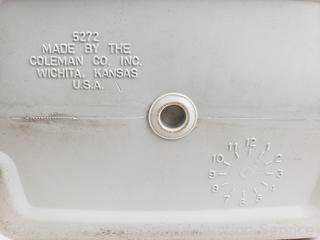 5272
MADE BY THE
COLEMAN CO. INC.
WICHITA, KANSAS
U.S.A.
12
11 1
10 2
9 3
8 4
7 5
6